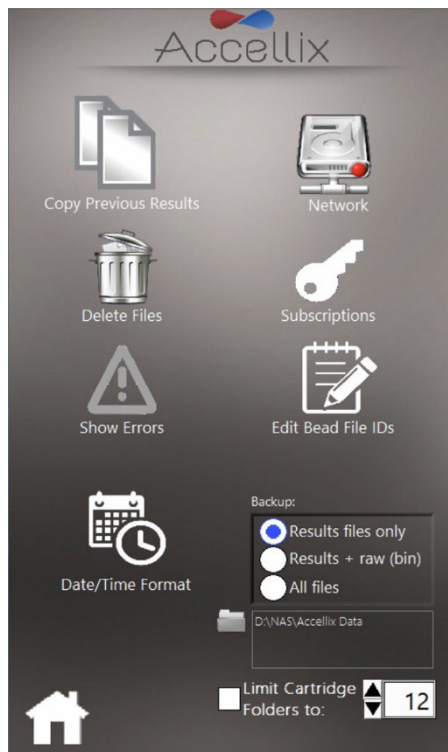 Accellix
Copy Previous Results
Network
Delete Files
Subscriptions
Show Errors
Edit Bead File IDs
Date/Time Format
Backup:
Results files only
Results + raw (bin)
All files
D:\NAS\Accellix Data
Limit Cartridge
Folders to:
12